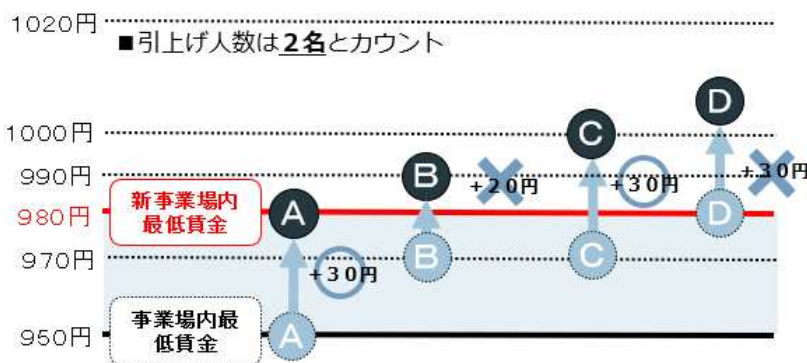 1020円
■引上げ人数は２名とカウント
1000円
990円
980円
970円
950円
新事業場内
最低賃金
事業場内最
低賃金
A
A
+30円
B
B
+20円
C
C
+30円
D
D
+30円